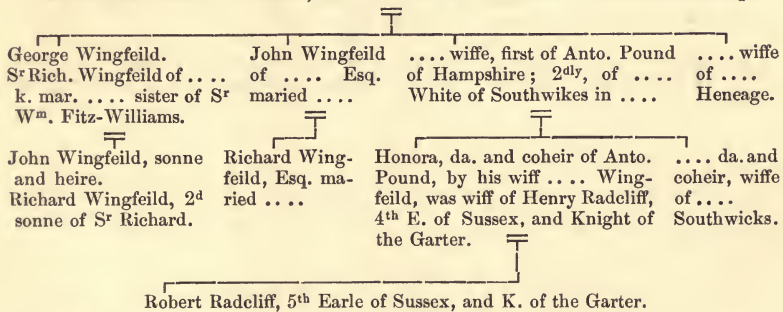 George Wingfeild.
Sr Rich. Wingfeild of ....
k. mar. .... sister of Sr
Wm. Fitz-Williams.
John Wingfeild
of .... Esq.
maried ....
.... wiffe, first of Anto. Pound
of Hampshire; 2dly, of ....
White of Southwikes in ....
.... wiffe
of ....
Heneage.
John Wingfeild, sonne
and heire.
Richard Wingfeild, 2d
sonne of Sr Richard.
Richard Wing-
feild, Esq. ma-
ried ....
Honora, da. and coheir of Anto.
Pound, by his wiff .... Wing-
feild, was wiff of Henry Radcliff,
4th E. of Sussex, and Knight of
the Garter.
.... da. and
coheir, wiffe
of ....
Southwicks.
Robert Radcliff, 5th Earle of Sussex, and K. of the Garter.